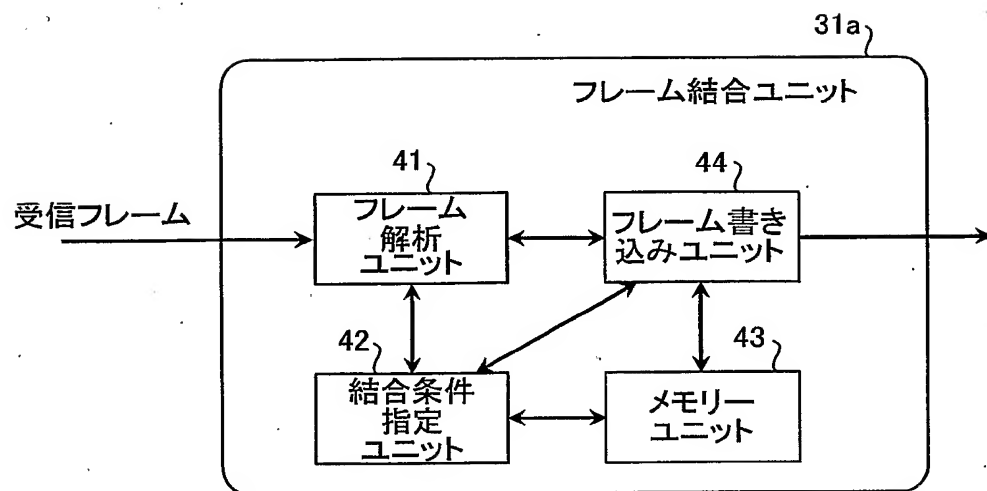 31a
フレーム結合ユニット
41
44
受信フレーム
フレーム
解析
ユニット
フレーム書き
込みユニット
42
43
結合条件
指定
ユニット
メモリー
ユニット